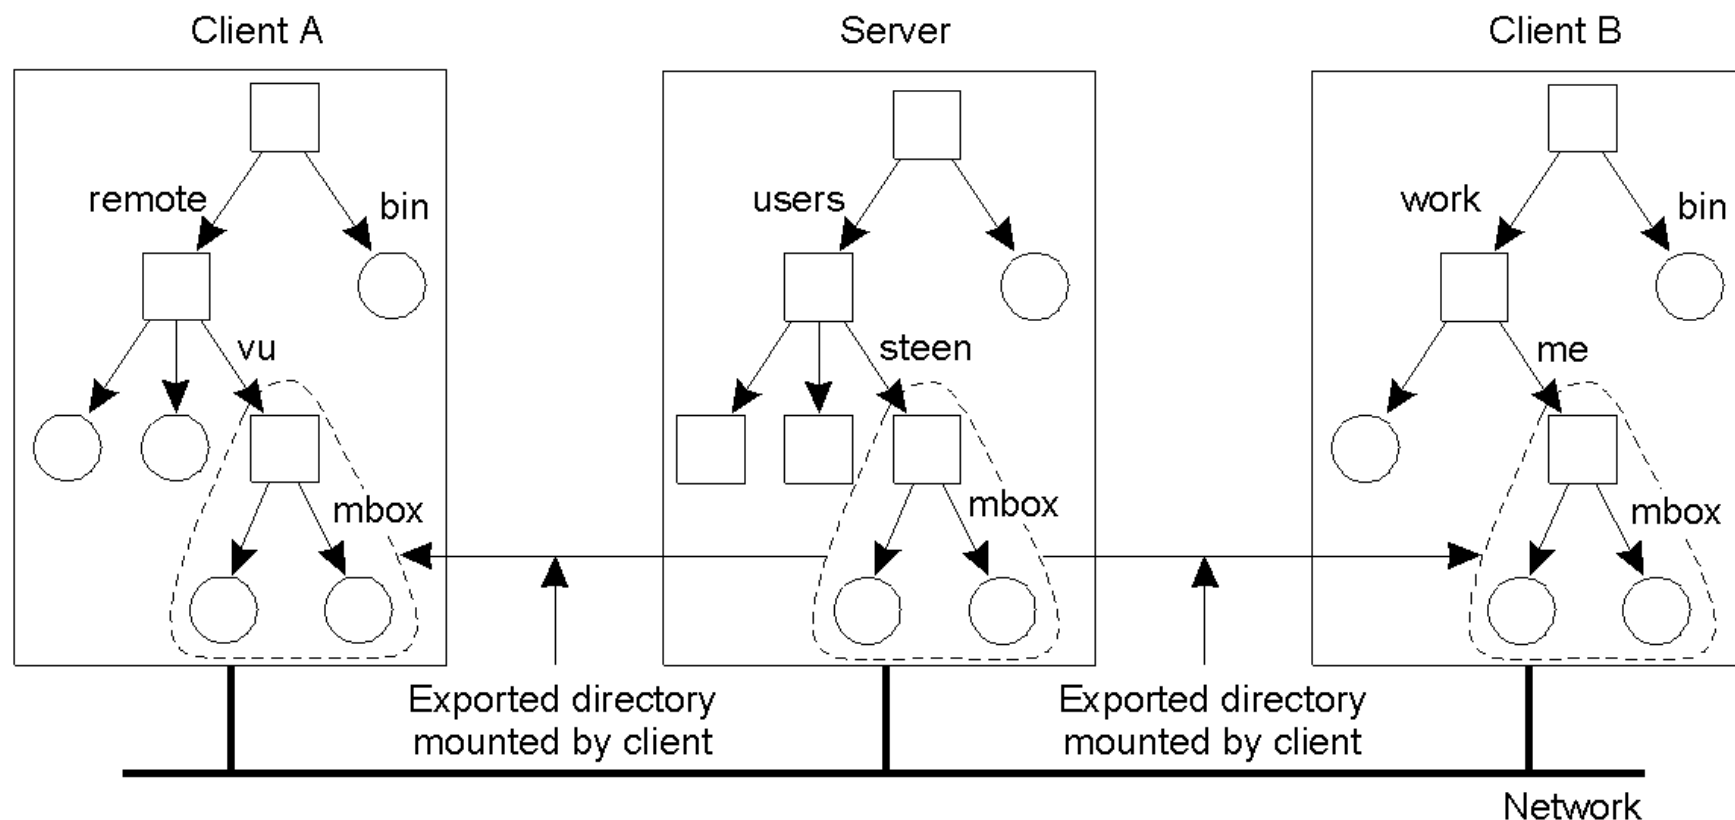 Client A
Server
Client B
remote
bin
users
work
bin
vu
steen
me
mbox
mbox
mbox
Exported directory
mounted by client
Exported directory
mounted by client
Network